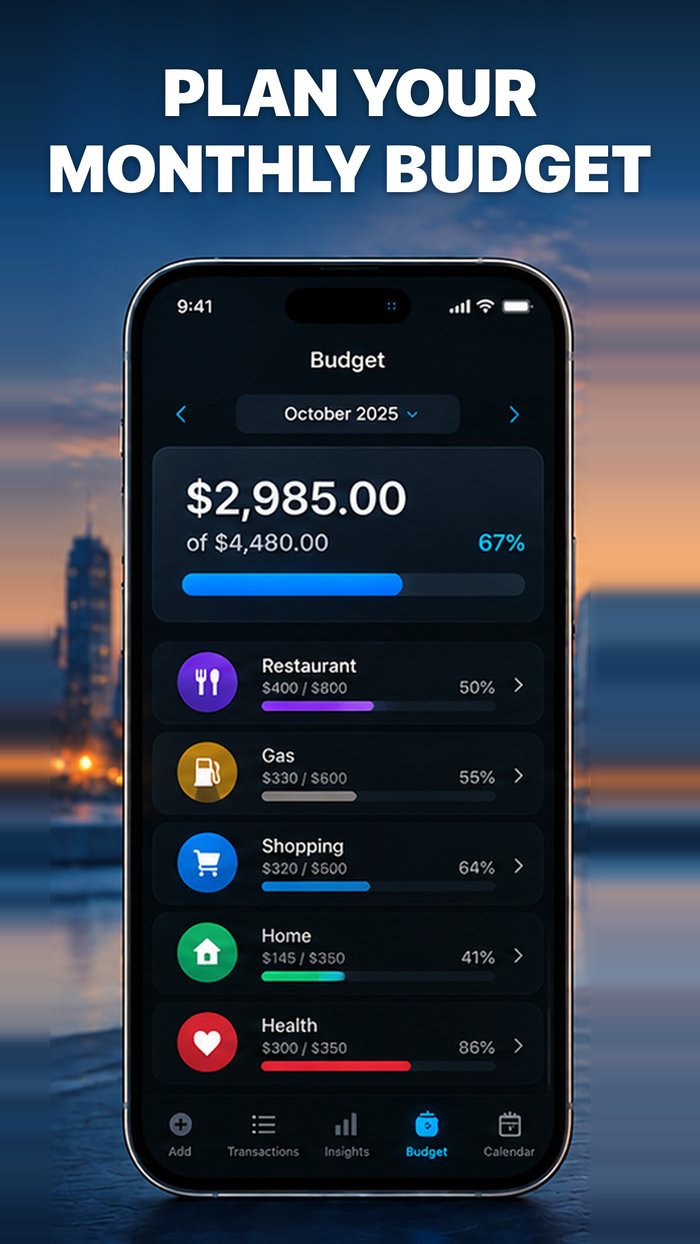 PLAN YOUR
MONTHLY BUDGET
9:41
Budget
October 2025
$2,985.00
of $4,480.00
67%
Restaurant
$400 / $800
50%
Gas
$330 / $600
55%
Shopping
$320 / $600
64%
Home
$145 / $350
41%
Health
$300 / $350
86%
Add
Transactions
Insights
Budget
Calendar